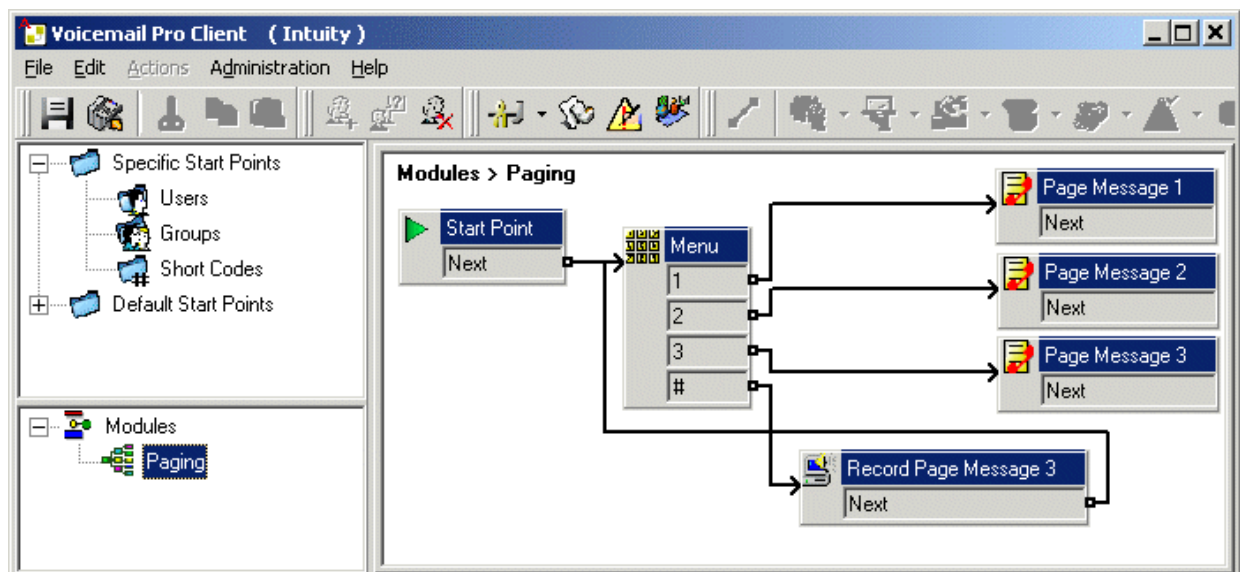 Voicemail Pro Client ( Intuity )
File Edit Actions Administration Help
Specific Start Points
Users
Groups
Short Codes
Default Start Points
Modules
Paging
Modules > Paging
Start Point
Next
Menu
1
2
3
#
Page Message 1
Next
Page Message 2
Next
Page Message 3
Next
Record Page Message 3
Next